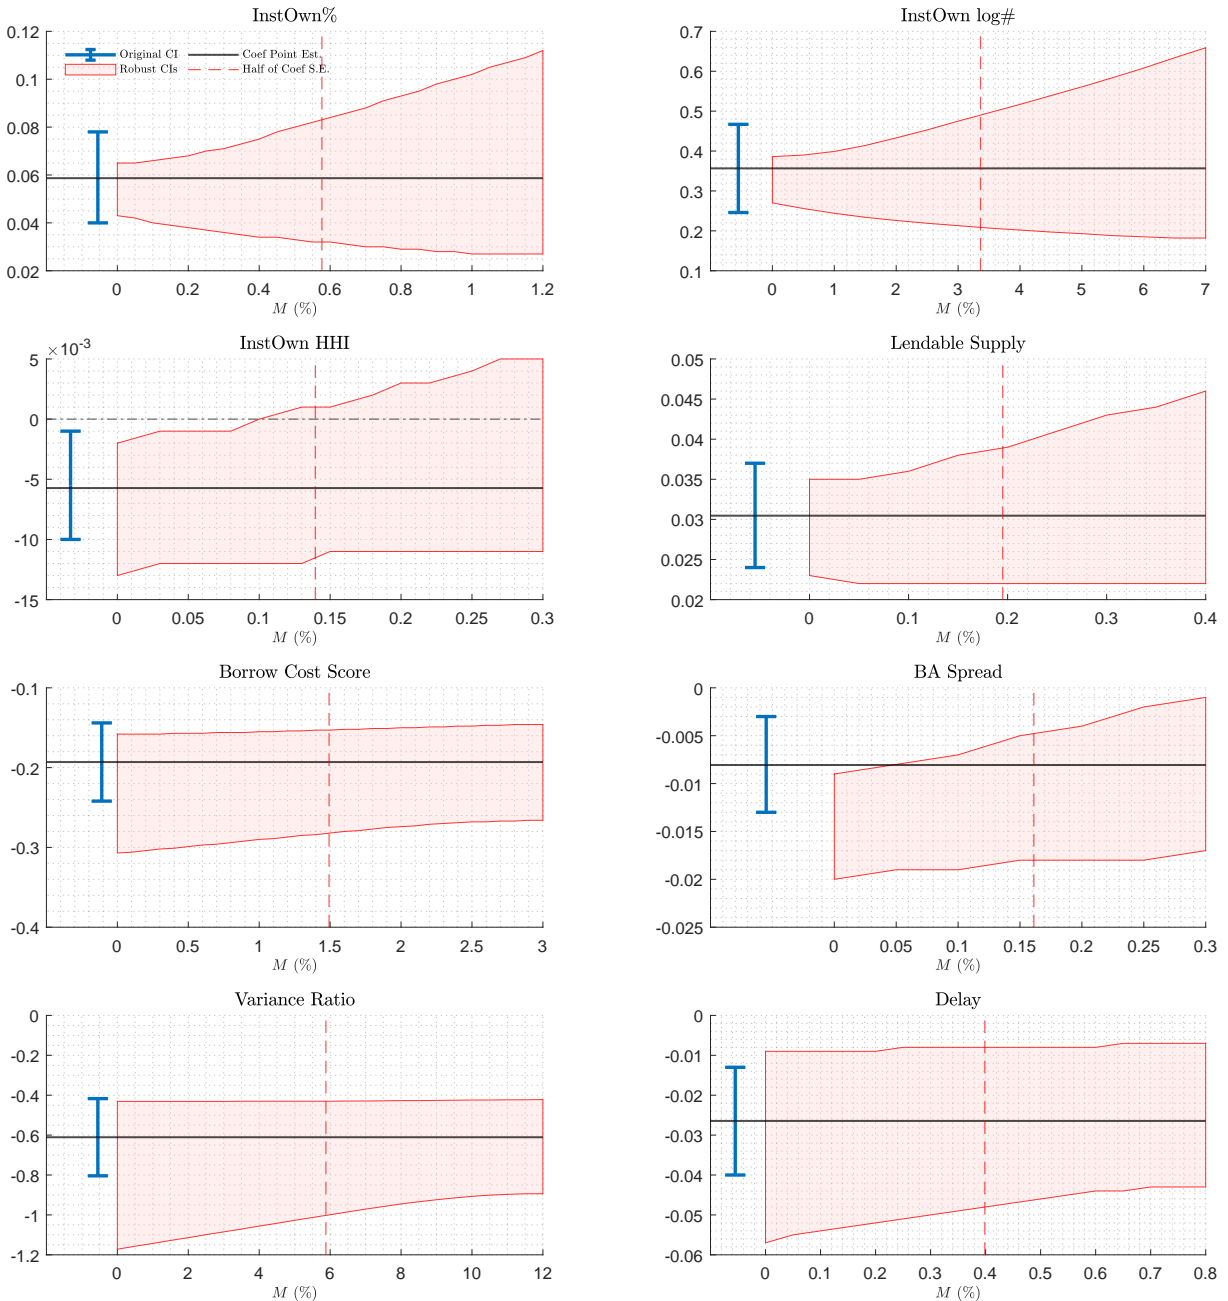 InstOwn%
0.12
0.1
0.08
0.06
0.04
0.02
Original CI
Coef Point Est.
Robust CIs
Half of Coef S.E.
0 0.2 0.4 0.6 0.8 1 1.2
M (%)
InstOwn log#
0.7
0.6
0.5
0.4
0.3
0.2
0.1
0 1 2 3 4 5 6 7
M (%)
InstOwn HHI
×10⁻³
5
0
-5
-10
-15
0 0.05 0.1 0.15 0.2 0.25 0.3
M (%)
Lendable Supply
0.05
0.045
0.04
0.035
0.03
0.025
0.02
0 0.1 0.2 0.3 0.4
M (%)
Borrow Cost Score
-0.1
-0.2
-0.3
-0.4
0 0.5 1 1.5 2 2.5 3
M (%)
BA Spread
0
-0.005
-0.01
-0.015
-0.02
-0.025
0 0.05 0.1 0.15 0.2 0.25 0.3
M (%)
Variance Ratio
0
-0.2
-0.4
-0.6
-0.8
-1
-1.2
0 2 4 6 8 10 12
M (%)
Delay
0
-0.01
-0.02
-0.03
-0.04
-0.05
-0.06
0 0.1 0.2 0.3 0.4 0.5 0.6 0.7 0.8
M (%)